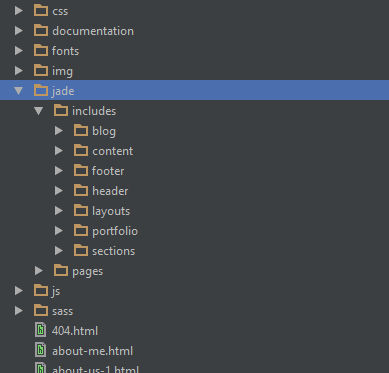 css
documentation
fonts
img
jade
includes
blog
content
footer
header
layouts
portfolio
sections
pages
js
sass
404.html
about-me.html
about-us-1.html